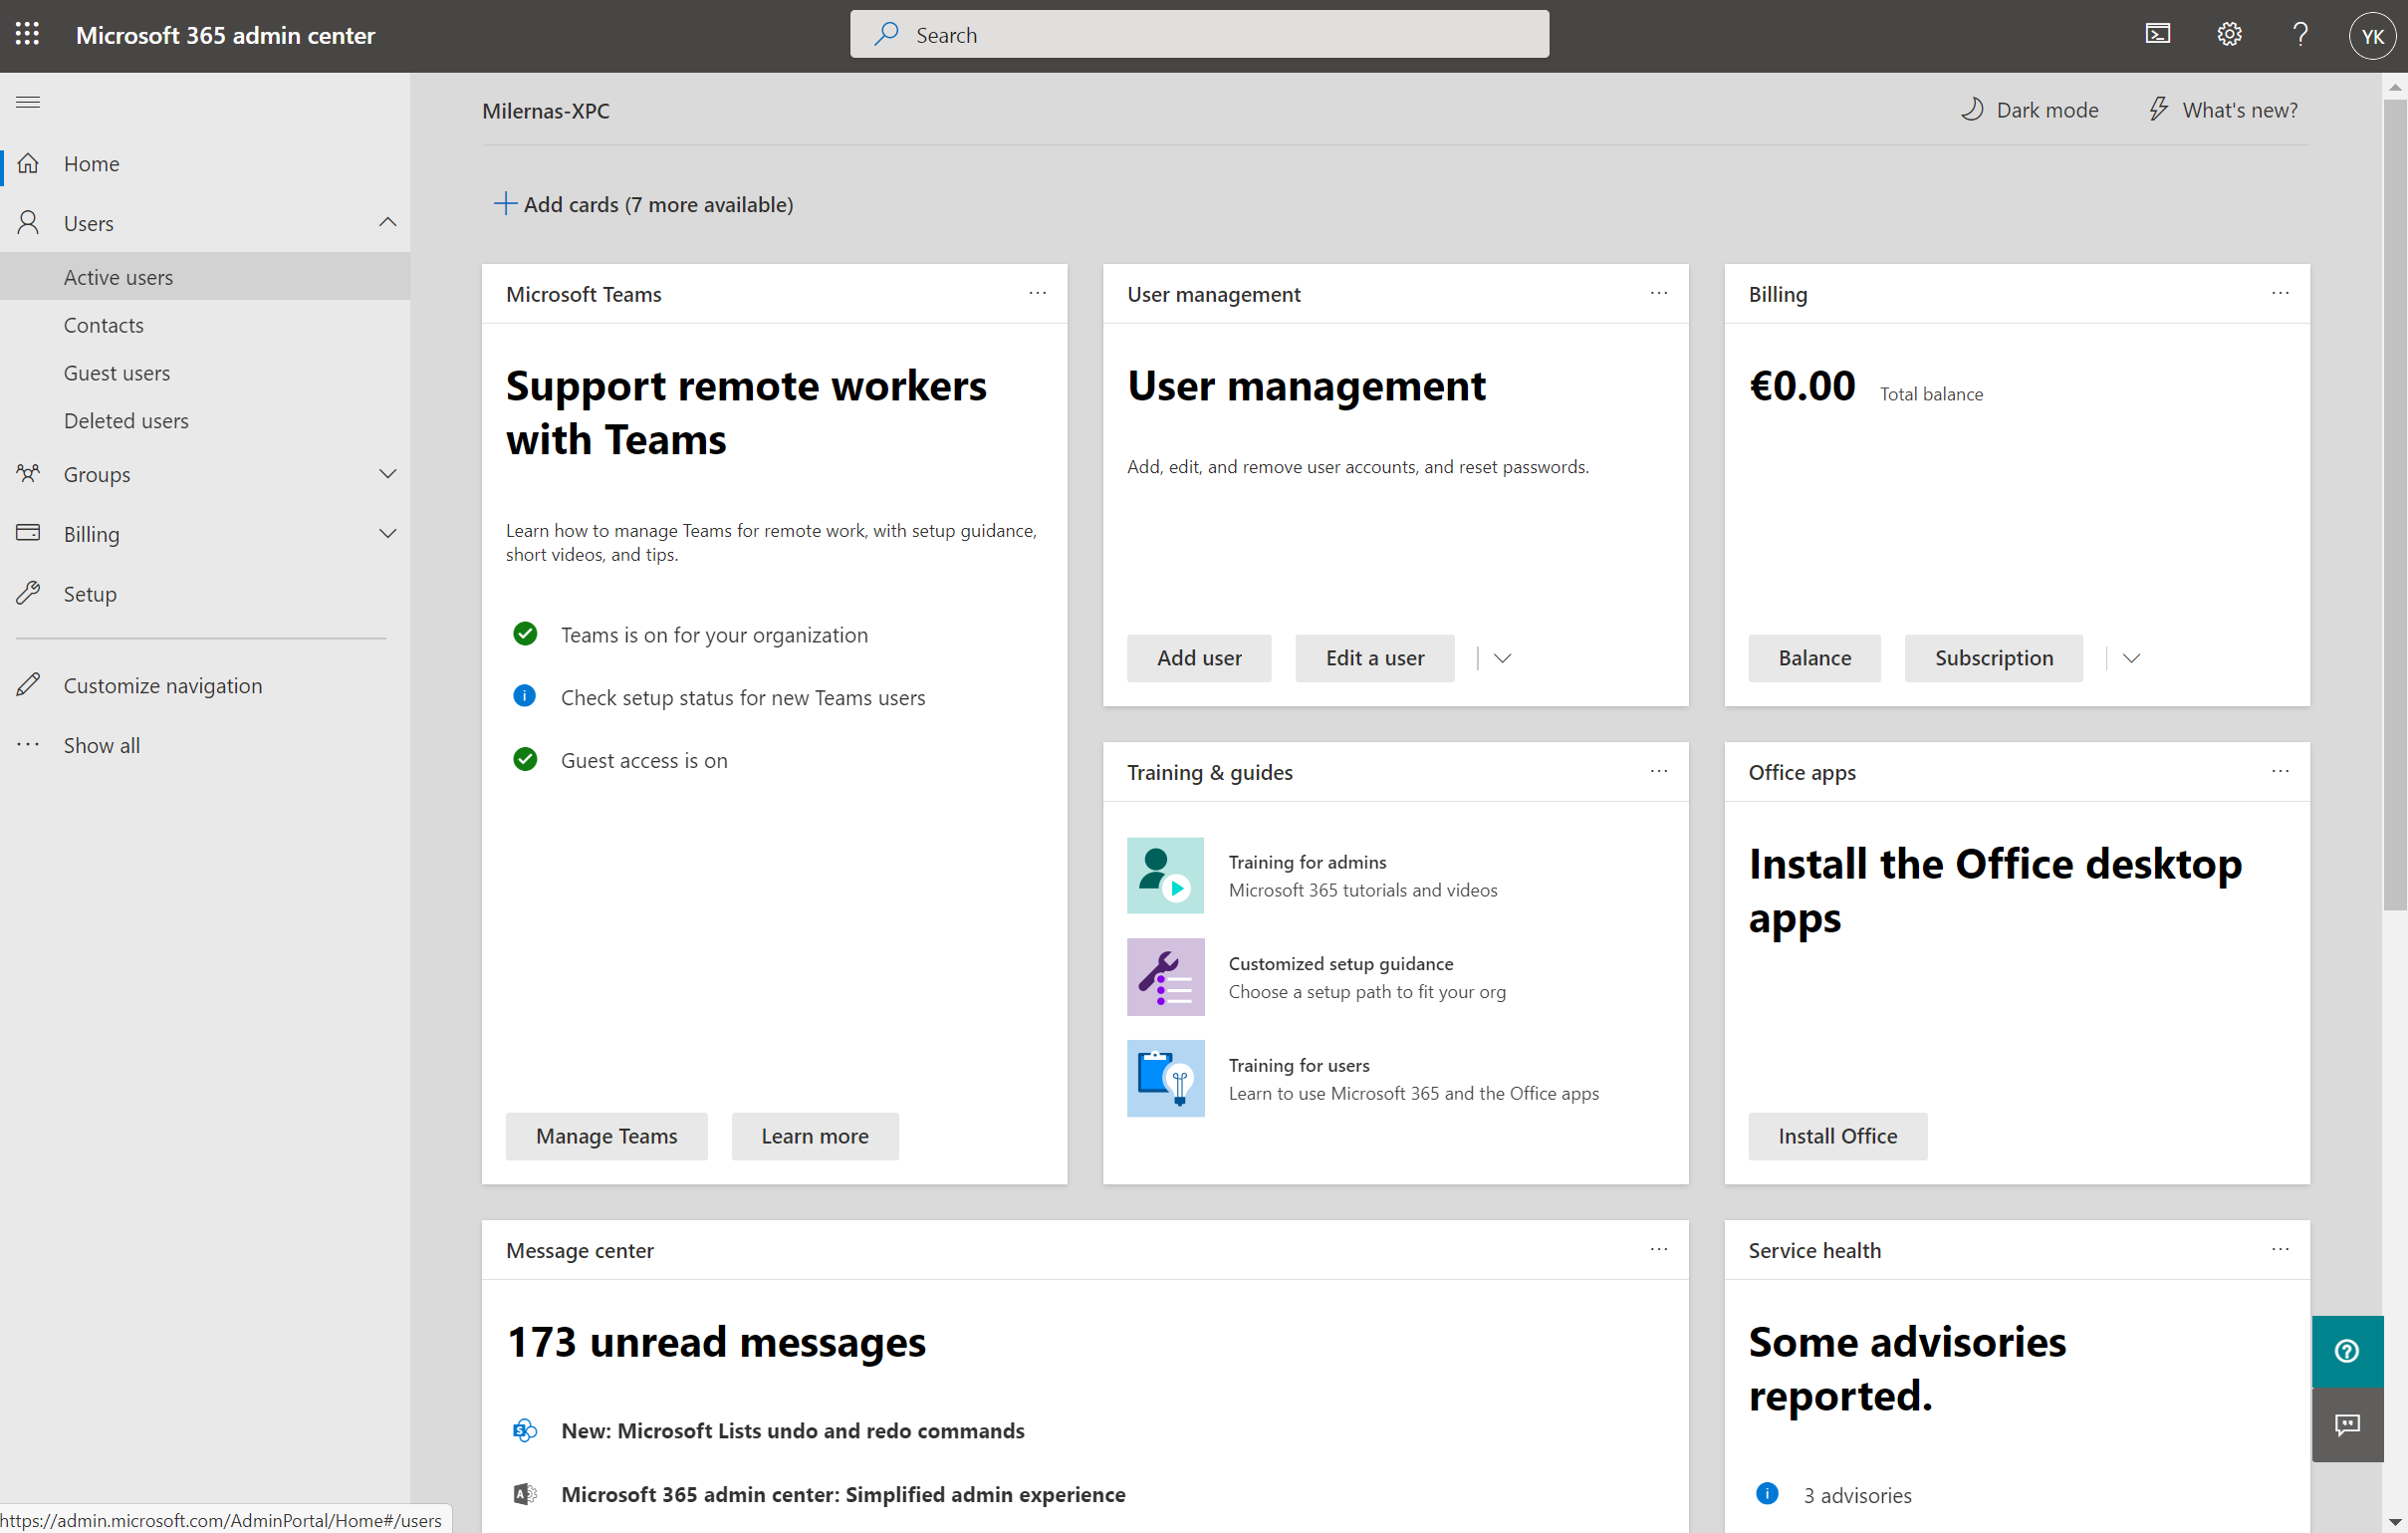 Microsoft 365 admin center
Search
YK
Home
Users
Active users
Contacts
Guest users
Deleted users
Groups
Billing
Setup
Customize navigation
Show all
Milernas-XPC
Dark mode
What's new?
Add cards (7 more available)
Microsoft Teams
Support remote workers
with Teams
Learn how to manage Teams for remote work, with setup guidance,
short videos, and tips.
Teams is on for your organization
Check setup status for new Teams users
Guest access is on
Manage Teams
Learn more
User management
User management
Add, edit, and remove user accounts, and reset passwords.
Add user
Edit a user
Billing
€0.00 Total balance
Balance
Subscription
Training & guides
Training for admins
Microsoft 365 tutorials and videos
Customized setup guidance
Choose a setup path to fit your org
Training for users
Learn to use Microsoft 365 and the Office apps
Office apps
Install the Office desktop
apps
Install Office
Message center
173 unread messages
New: Microsoft Lists undo and redo commands
Microsoft 365 admin center: Simplified admin experience
Service health
Some advisories
reported.
3 advisories
https://admin.microsoft.com/AdminPortal/Home#/users